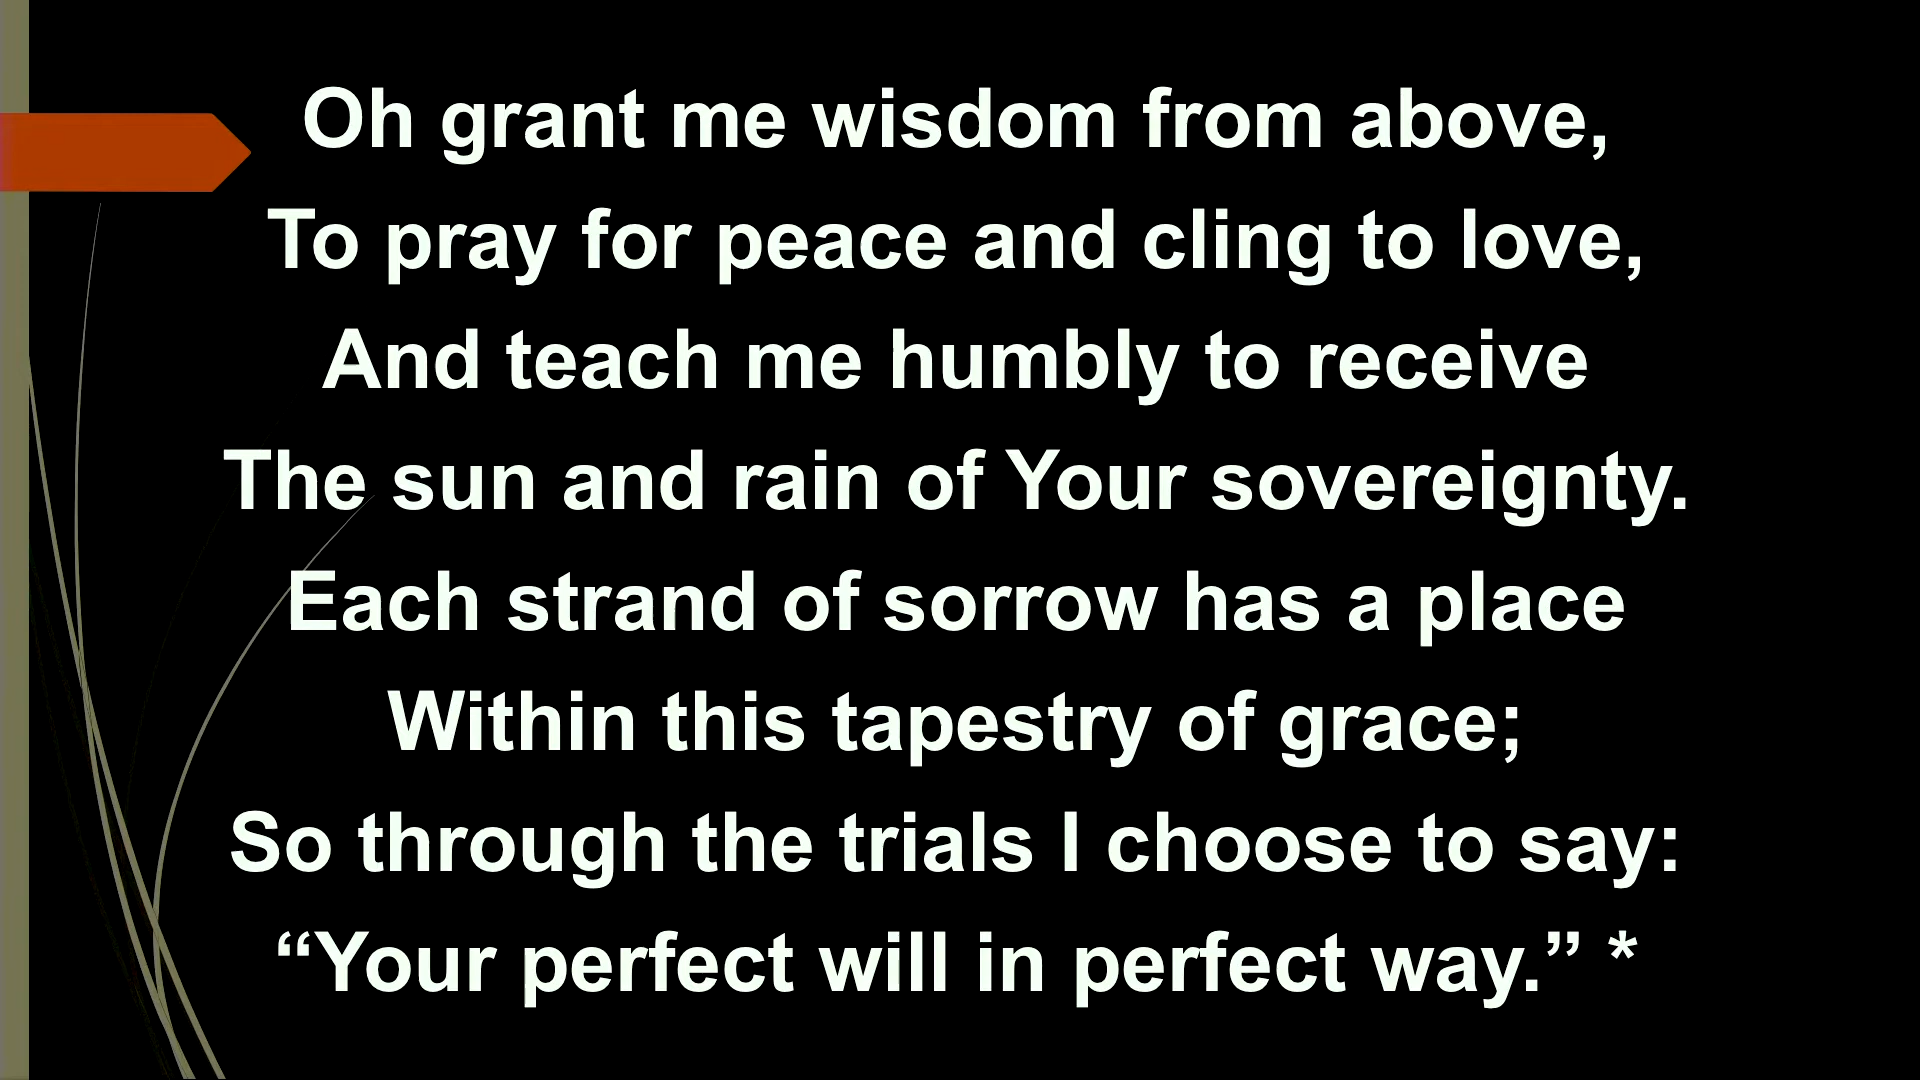 Oh grant me wisdom from above,
To pray for peace and cling to love,
And teach me humbly to receive
The sun and rain of Your sovereignty.
Each strand of sorrow has a place
Within this tapestry of grace;
So through the trials I choose to say:
“Your perfect will in perfect way.” *